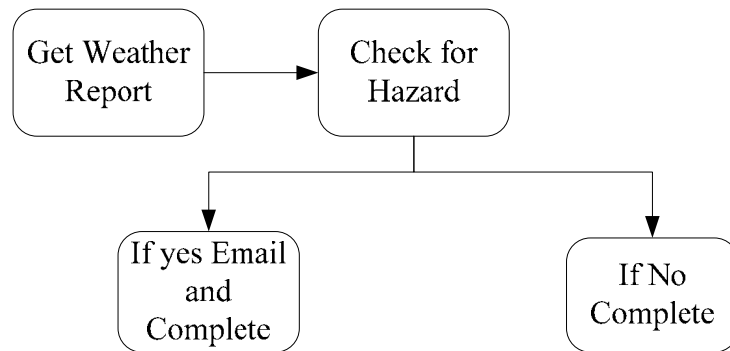 Get Weather
Report
Check for
Hazard
If yes Email
and
Complete
If No
Complete